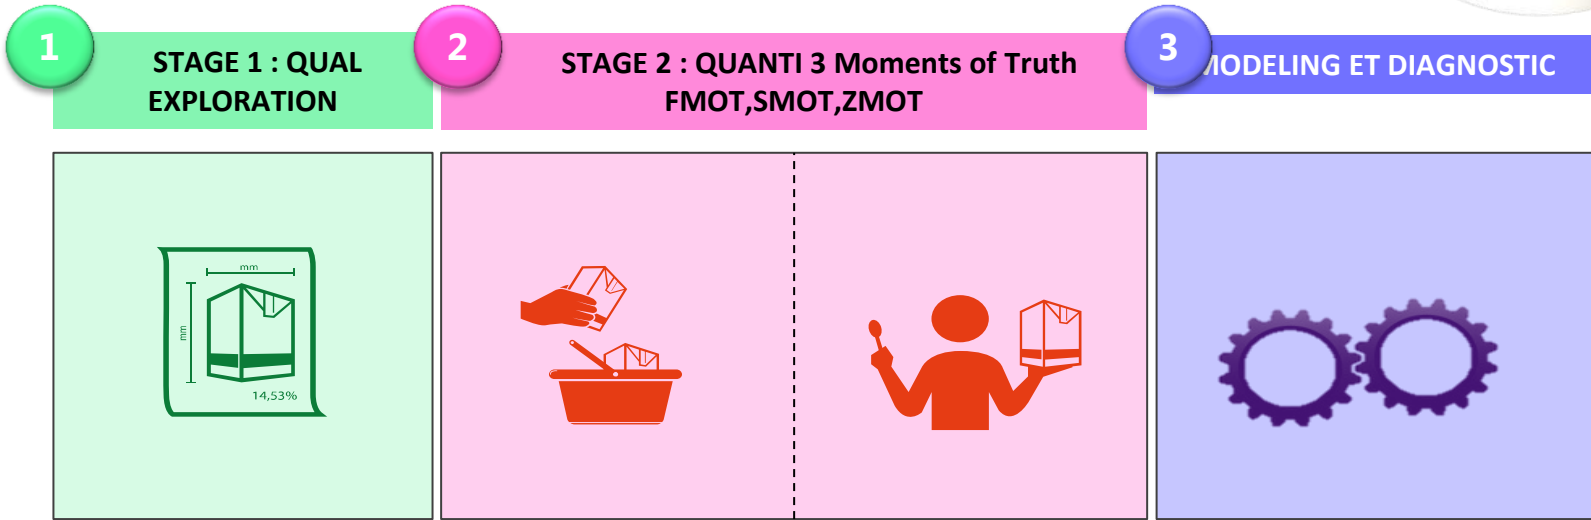 1
STAGE 1 : QUAL
EXPLORATION
2
STAGE 2 : QUANTI 3 Moments of Truth
FMOT,SMOT,ZMOT
3
MODELING ET DIAGNOSTIC
mm
mm
14,53%